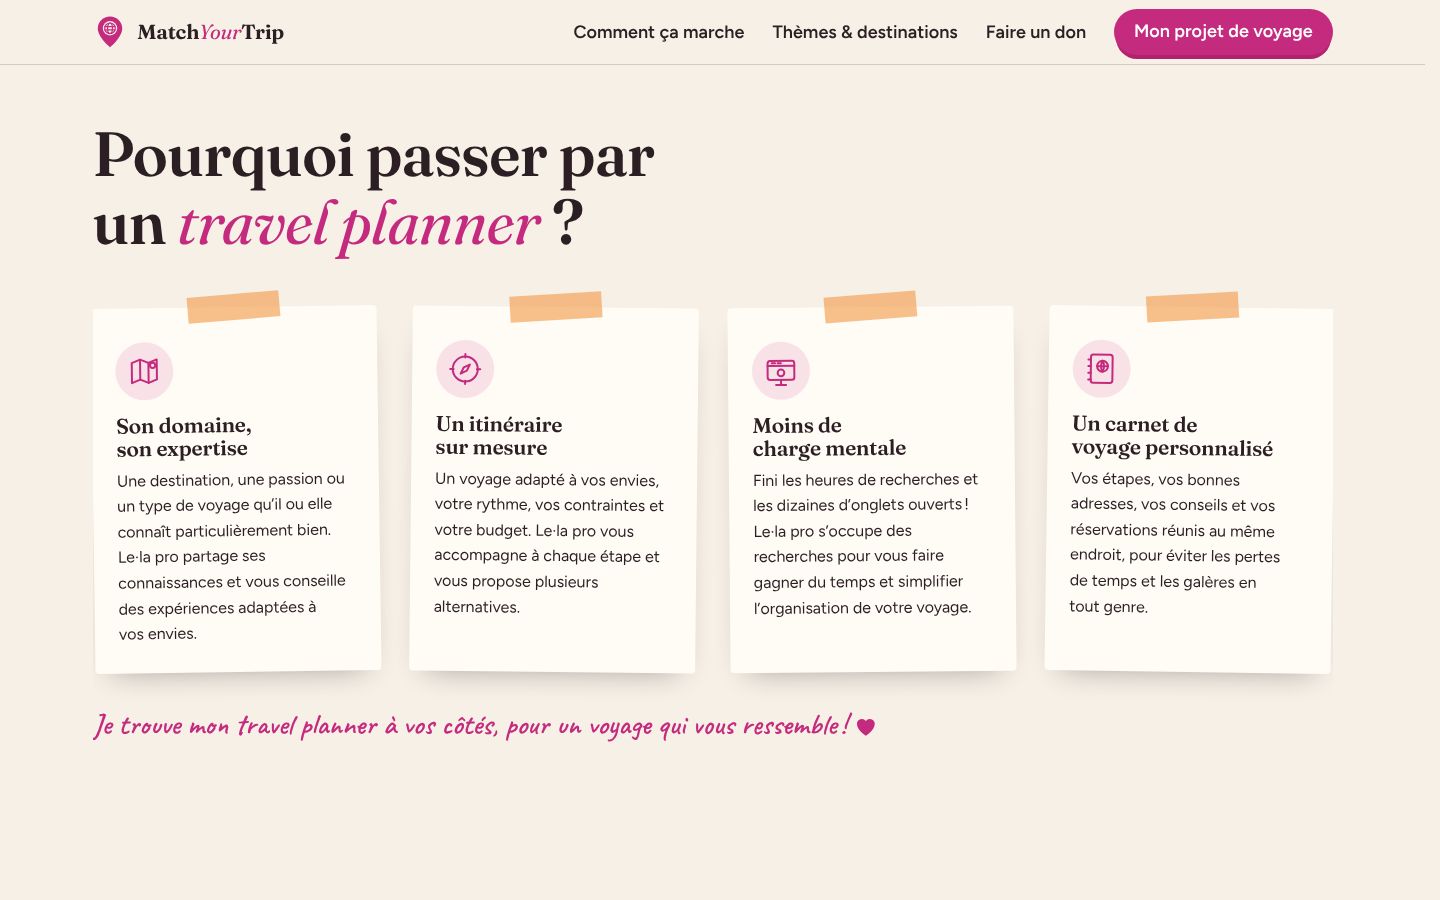 MatchYourTrip
Comment ça marche
Thèmes & destinations
Faire un don
Mon projet de voyage
Pourquoi passer par
un travel planner ?
Son domaine,
son expertise
Une destination, une passion ou
un type de voyage qu’il ou elle
connaît particulièrement bien.
Le·la pro partage ses
connaissances et vous conseille
des expériences adaptées à
vos envies.
Un itinéraire
sur mesure
Un voyage adapté à vos envies,
votre rythme, vos contraintes et
votre budget. Le·la pro vous
accompagne à chaque étape et
vous propose plusieurs
alternatives.
Moins de
charge mentale
Fini les heures de recherches et
les dizaines d’onglets ouverts !
Le·la pro s’occupe des
recherches pour vous faire
gagner du temps et simplifier
l’organisation de votre voyage.
Un carnet de
voyage personnalisé
Vos étapes, vos bonnes
adresses, vos conseils et vos
réservations réunis au même
endroit, pour éviter les pertes
de temps et les galères en
tout genre.
Je trouve mon travel planner à vos côtés, pour un voyage qui vous ressemble !